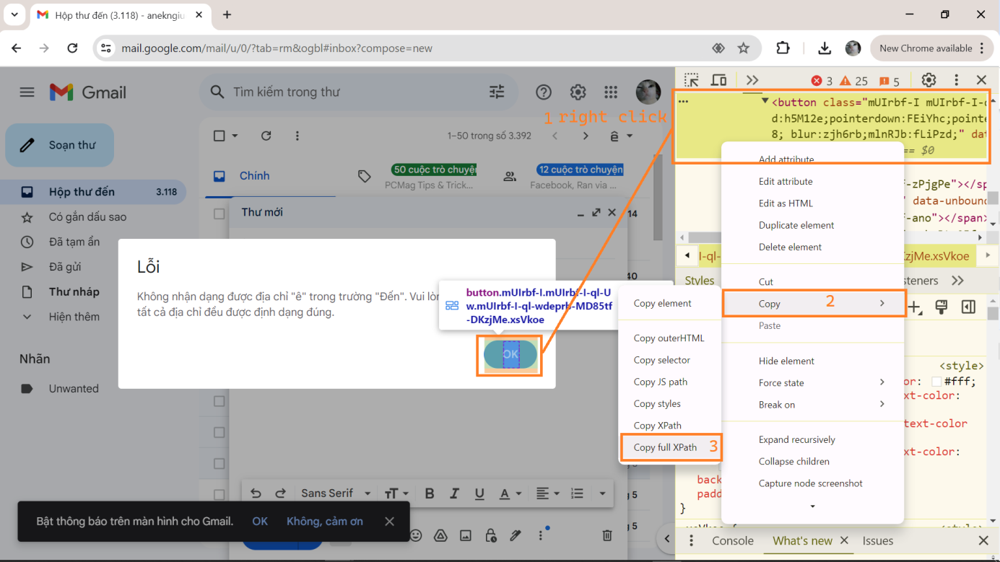 Hộp thư đến (3.118) - anekngiu
mail.google.com/mail/u/0/?tab=rm&ogbl#inbox?compose=new
New Chrome available
Gmail
Tìm kiếm trong thư
3 25 5
<button class="mUIrbf-I mUIrbf-I-
d:h5M12e;pointerdown:FEiYhc;pointe
8; blur:zjh6rb;mlnRJb:fLiPzd;" dat
== $0
1 right click
Soạn thư
1–50 trong số 3.392
Chính
50 cuộc trò chuyện
PCMag Tips & Trick...
12 cuộc trò chuyện
Facebook, Ran via ...
Hộp thư đến 3.118
Có gắn dấu sao
Đã tạm ẩn
Đã gửi
Thư nháp
Hiện thêm
Nhãn
Unwanted
Thư mới
14
40
Lỗi
Không nhận dạng được địa chỉ "ê" trong trường "Đến". Vui lòn
tất cả địa chỉ đều được định dạng đúng.
OK
button.mUIrbf-I.mUIrbf-I-ql-U
w.mUIrbf-I-ql-wdeprb-MD85tf
-DKzjMe.xsVkoe
Add attribute
Edit attribute
Edit as HTML
Duplicate element
Delete element
Cut
Copy 2
Paste
Hide element
Force state
Break on
Expand recursively
Collapse children
Capture node screenshot
Copy element
Copy outerHTML
Copy selector
Copy JS path
Copy styles
Copy XPath
Copy full XPath 3
-zPjgPe"></sp
" data-unbound
-ano"></span>
I-ql-
zjMe.xsVkoe
Styles
steners
<style>
or: #fff;
xt-color:
text-color
xt-color:
back
padd
}
<style>
Sans Serif
g 5
g 5
Bật thông báo trên màn hình cho Gmail. OK Không, cảm ơn
Console What's new Issues